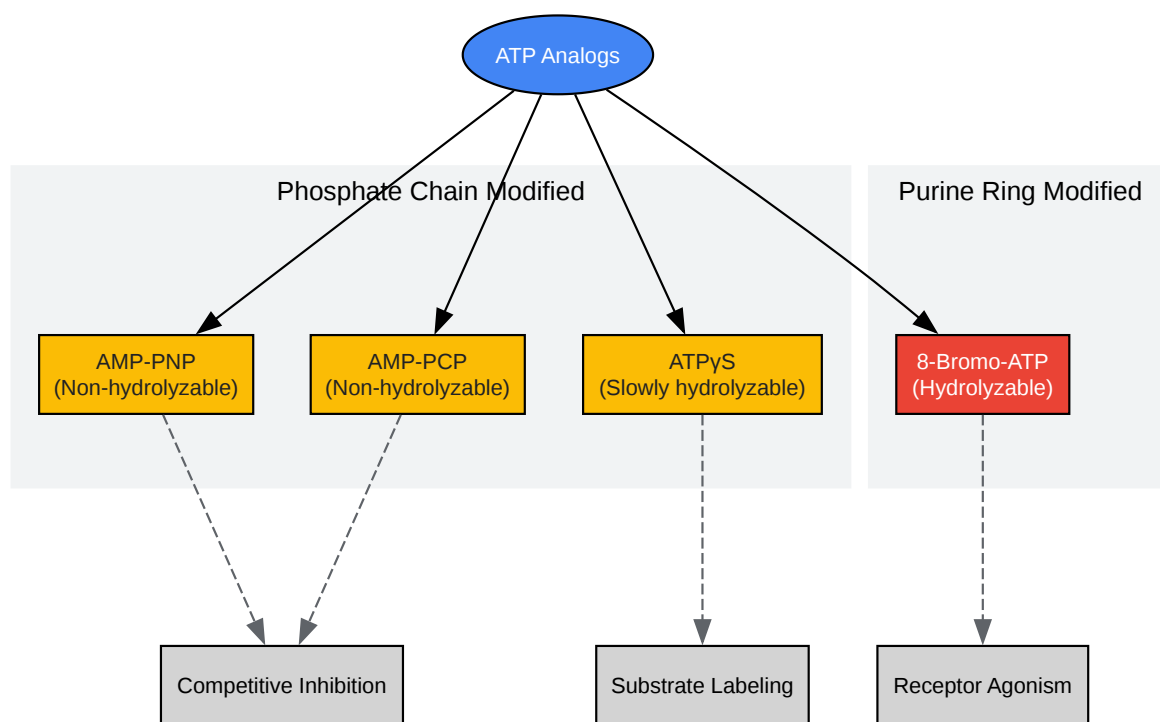 ATP Analogs
Phosphate Chain Modified
Purine Ring Modified
AMP-PNP
(Non-hydrolyzable)
AMP-PCP
(Non-hydrolyzable)
ATPγS
(Slowly hydrolyzable)
8-Bromo-ATP
(Hydrolyzable)
Competitive Inhibition
Substrate Labeling
Receptor Agonism